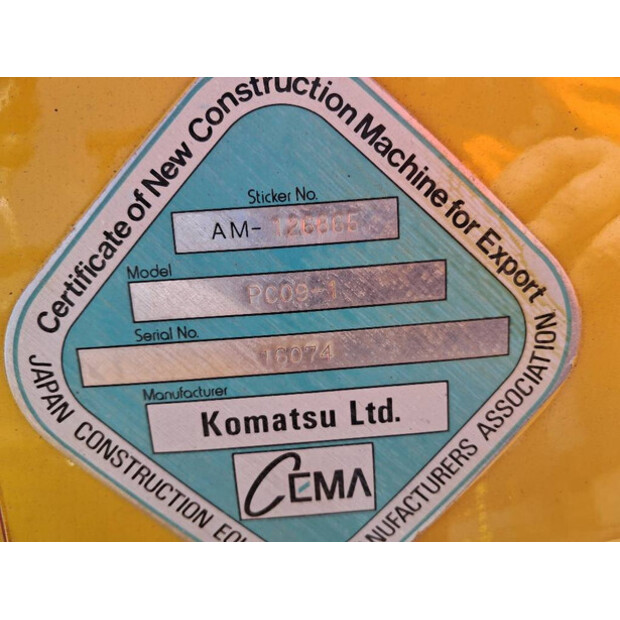 Certificate of New Construction Machine for Export
Sticker No.
AM-
Model
PC09-1
Serial No.
16074
Manufacturer
Komatsu Ltd.
CEMA
JAPAN CONSTRUCTION
ASSOCIATION